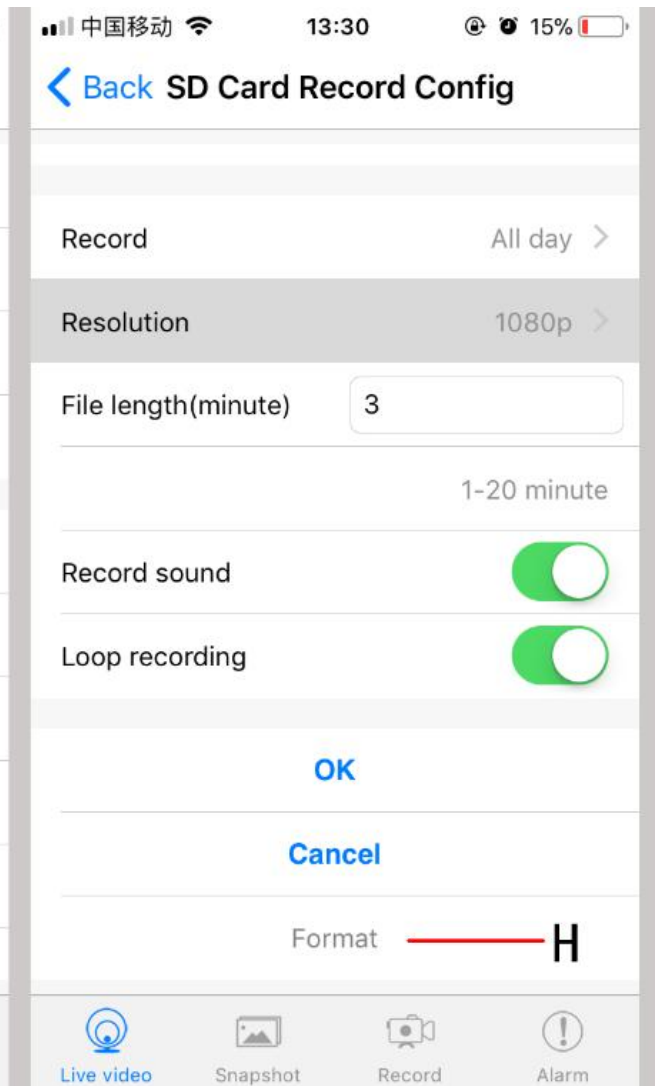 中国移动 13:30 15%
Back SD Card Record Config
Record All day
Resolution 1080p
File length(minute) 3
1-20 minute
Record sound
Loop recording
OK
Cancel
Format H
Live video Snapshot Record Alarm